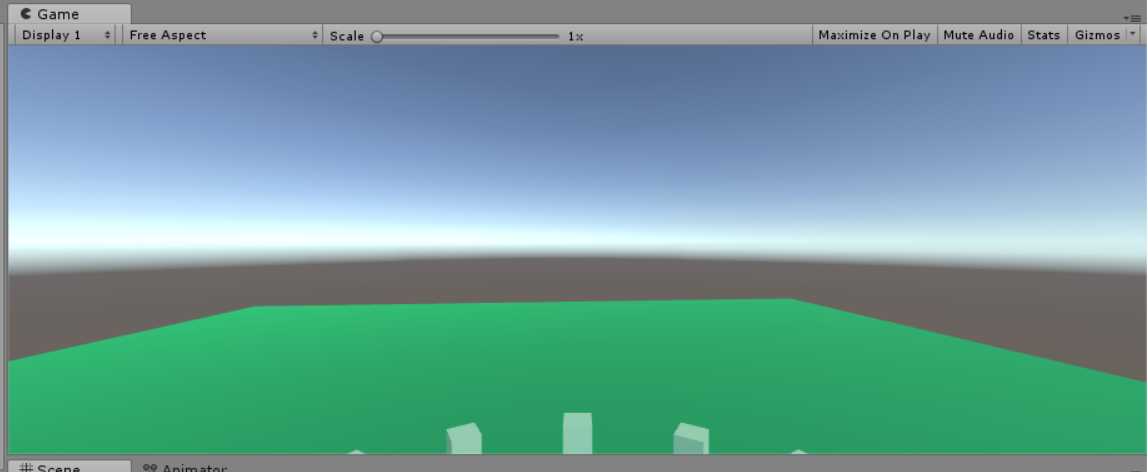 Game
Display 1 Free Aspect Scale 1x Maximize On Play Mute Audio Stats Gizmos
Scene Animator